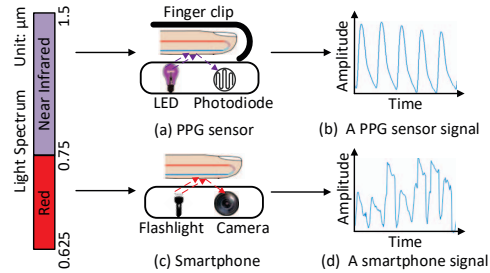 Light Spectrum Unit: µm
1.5
Near Infrared
0.75
Red
0.625
Finger clip
LED Photodiode
(a) PPG sensor
Amplitude
Time
(b) A PPG sensor signal
Flashlight Camera
(c) Smartphone
Amplitude
Time
(d) A smartphone signal